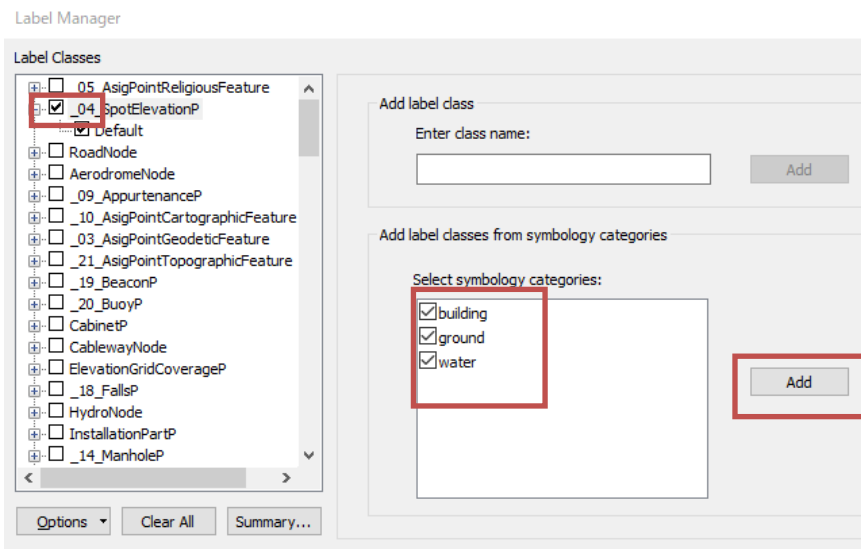 Label Manager
Label Classes
_05_AsigPointReligiousFeature
_04_SpotElevationP
Default
RoadNode
AerodromeNode
_09_AppurtenanceP
_10_AsigPointCartographicFeature
_03_AsigPointGeodeticFeature
_21_AsigPointTopographicFeature
_19_BeaconP
_20_BuoyP
CabinetP
CablewayNode
ElevationGridCoverageP
_18_FallsP
HydroNode
InstallationPartP
_14_ManholeP
Options
Clear All
Summary...
Add label class
Enter class name:
Add
Add label classes from symbology categories
Select symbology categories:
building
ground
water
Add